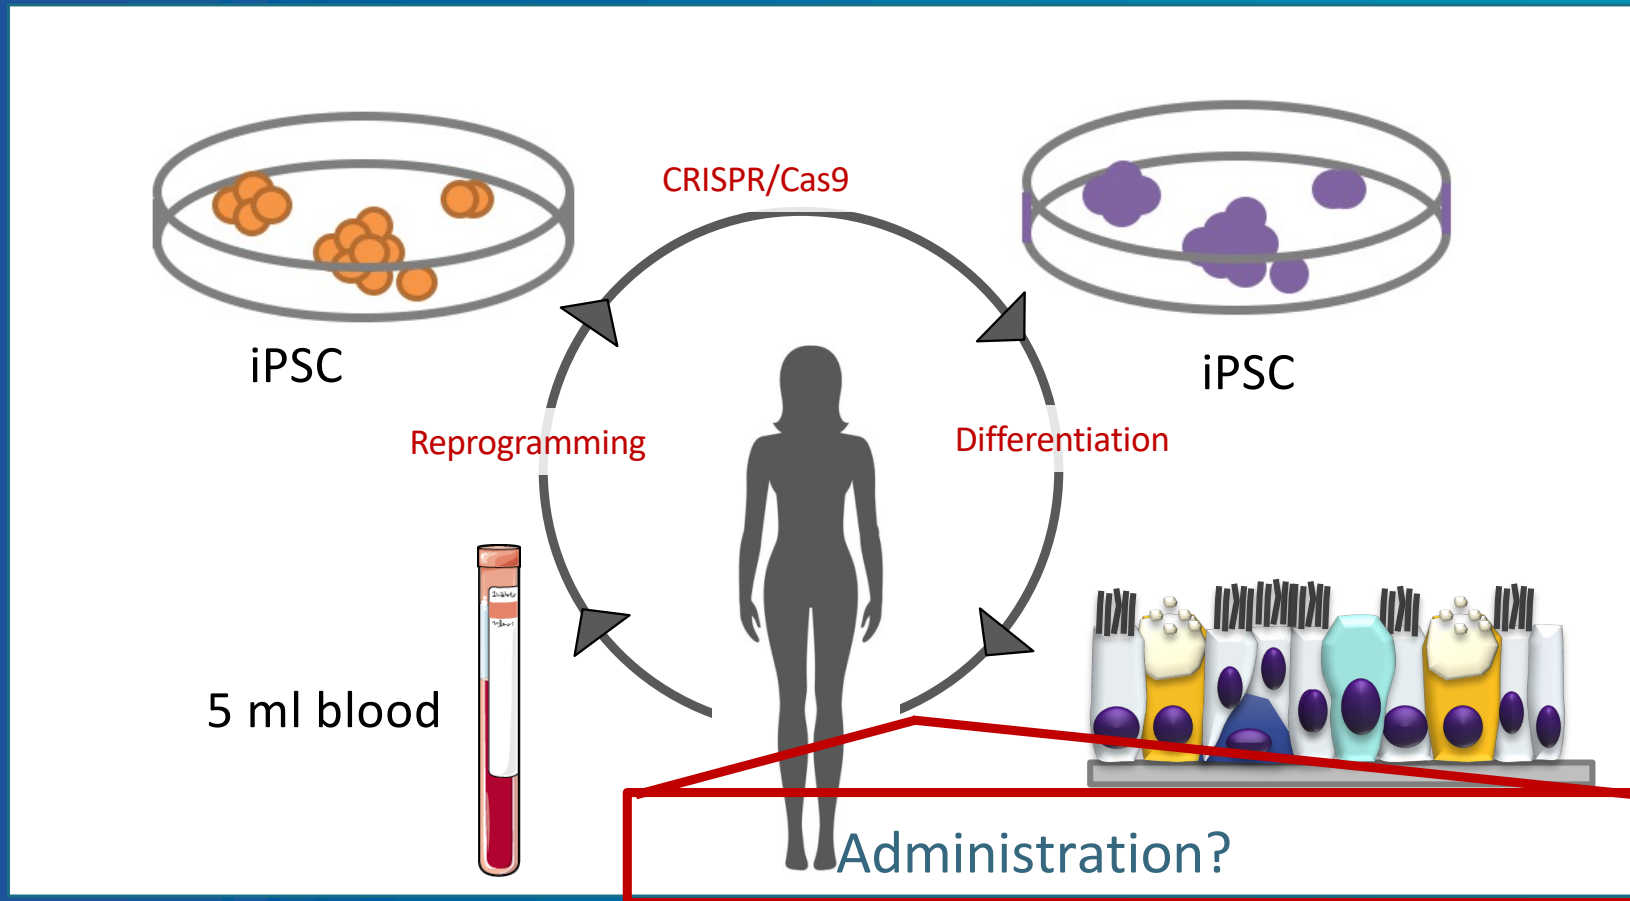 CRISPR/Cas9
iPSC
iPSC
Reprogramming
Differentiation
5 ml blood
Administration?